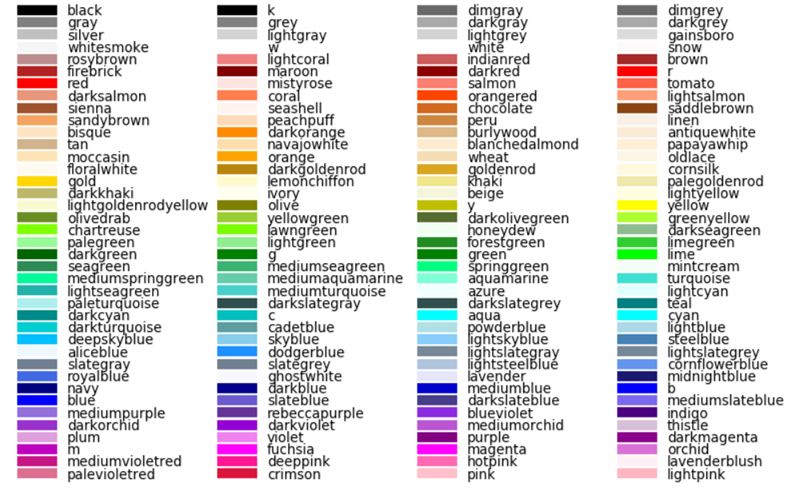 black k dimgray dimgrey
gray grey darkgray darkgrey
silver lightgray lightgrey gainsboro
whitesmoke w white snow
rosybrown lightcoral indianred brown
firebrick maroon darkred r
red mistyrose salmon tomato
darksalmon coral orangered lightsalmon
sienna seashell chocolate saddlebrown
sandybrown peachpuff peru linen
bisque darkorange burlywood antiquewhite
tan navajowhite blanchedalmond papayawhip
moccasin orange wheat oldlace
floralwhite darkgoldenrod goldenrod cornsilk
gold lemonchiffon khaki palegoldenrod
darkkhaki ivory beige lightyellow
lightgoldenrodyellow olive y yellow
olivedrab yellowgreen darkolivegreen greenyellow
chartreuse lawngreen honeydew darkseagreen
palegreen lightgreen forestgreen limegreen
darkgreen g green lime
seagreen mediumseagreen springgreen mintcream
mediumspringgreen mediumaquamarine aquamarine turquoise
lightseagreen mediumturquoise azure lightcyan
paleturquoise darkslategray darkslategrey teal
darkcyan c aqua cyan
darkturquoise cadetblue powderblue lightblue
deepskyblue skyblue lightskyblue steelblue
aliceblue dodgerblue lightslategray lightslategrey
slategray slategrey lightsteelblue cornflowerblue
royalblue ghostwhite lavender midnightblue
navy darkblue mediumblue b
blue slateblue darkslateblue mediumslateblue
mediumpurple rebeccapurple blueviolet indigo
darkorchid darkviolet mediumorchid thistle
plum violet purple darkmagenta
m fuchsia magenta orchid
mediumvioletred deeppink hotpink lavenderblush
palevioletred crimson pink lightpink